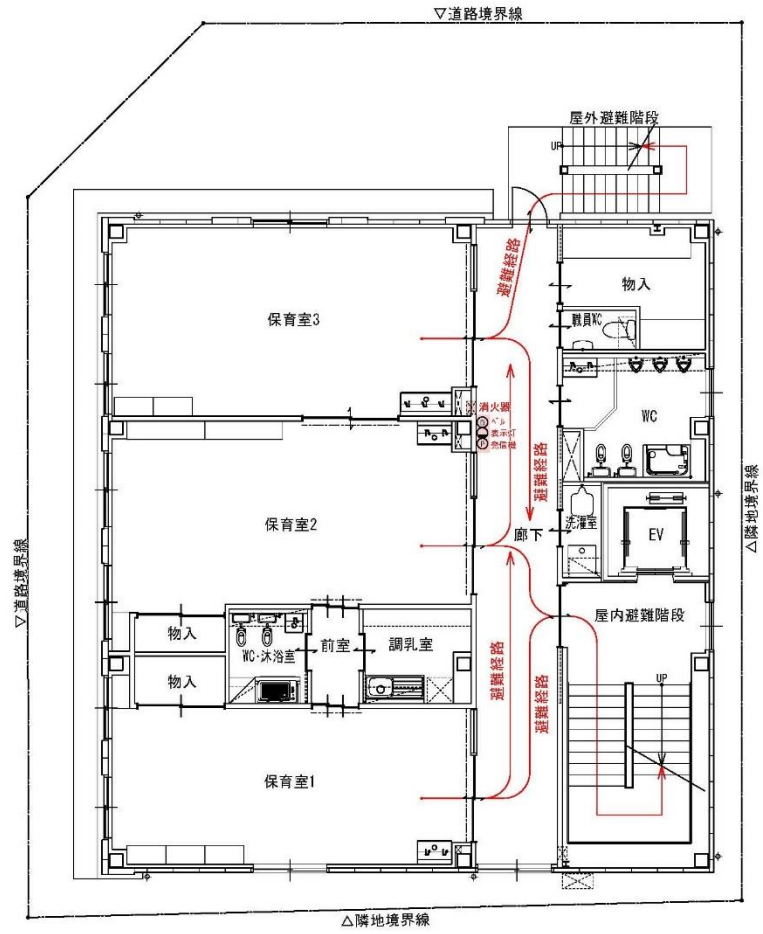 ▽道路境界線
屋外避難階段
UP
避難経路
物入
保育室3
職員WC
消火器
ベル
表示灯
発信機
WC
避難経路
▽道路境界線
保育室2
廊下
洗濯室
EV
△隣地境界線
物入
WC・沐浴室
前室
調乳室
屋内避難階段
物入
避難経路
避難経路
UP
保育室1
△隣地境界線